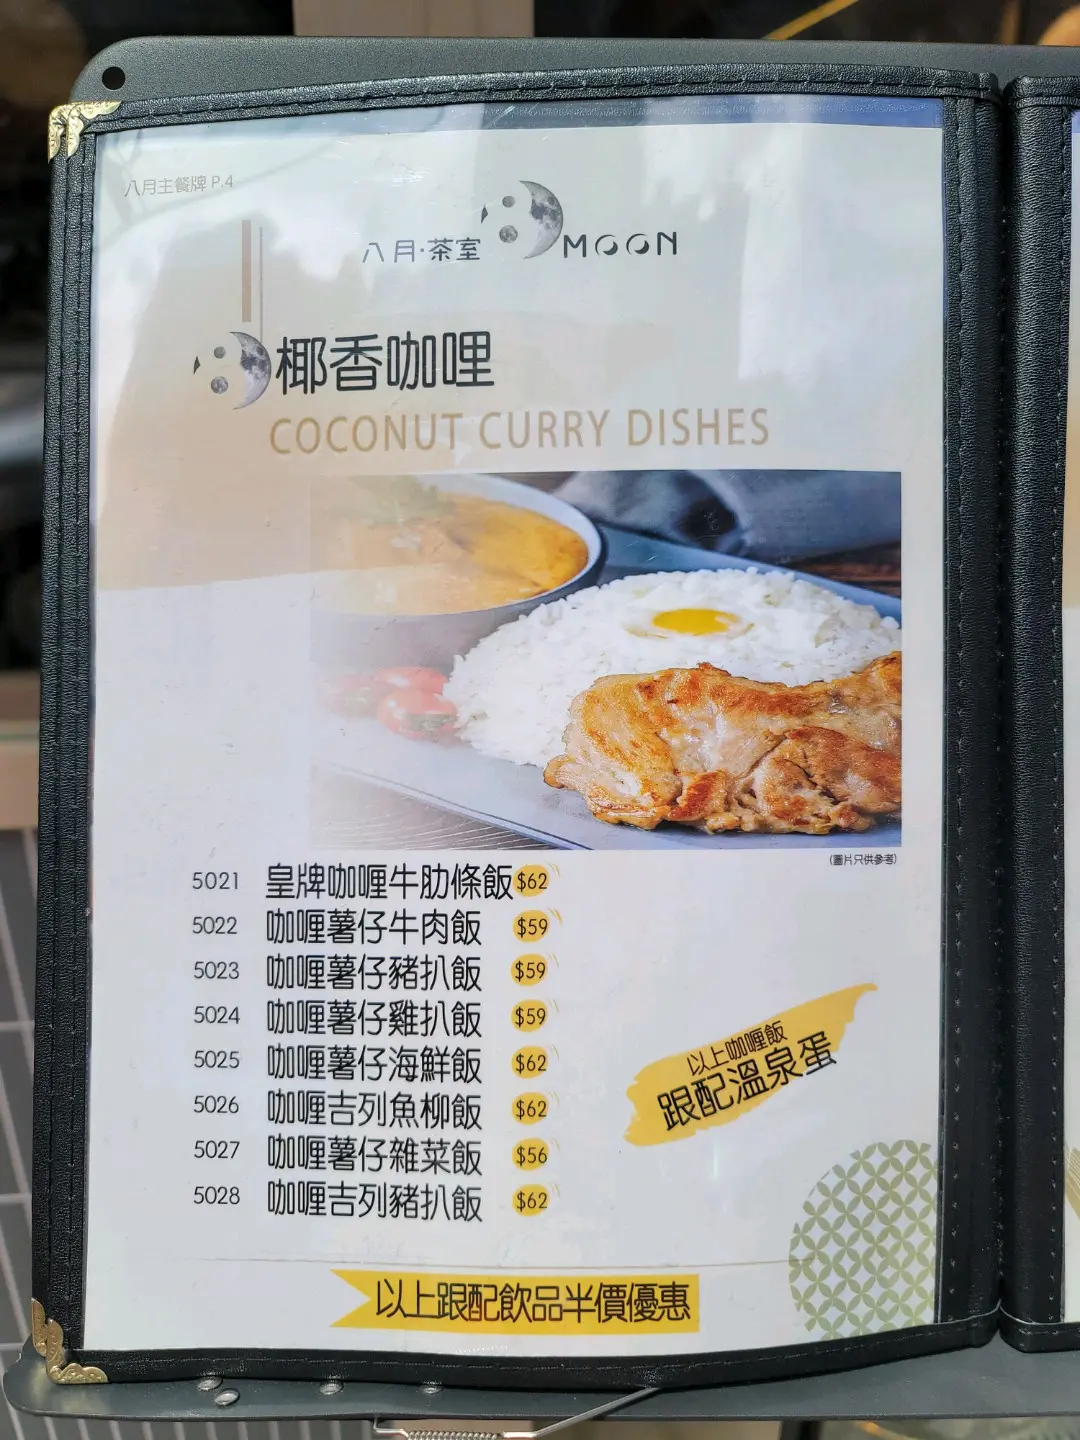 八月主餐牌 P.4
八月·茶室 MOON
椰香咖哩
COCONUT CURRY DISHES
(圖片只供參考)
5021 皇牌咖喱牛肋條飯 $62
5022 咖喱薯仔牛肉飯 $59
5023 咖喱薯仔豬扒飯 $59
5024 咖喱薯仔雞扒飯 $59
5025 咖喱薯仔海鮮飯 $62
5026 咖喱吉列魚柳飯 $62
5027 咖喱薯仔雜菜飯 $56
5028 咖喱吉列豬扒飯 $62
以上咖喱飯
跟配溫泉蛋
以上跟配飲品半價優惠